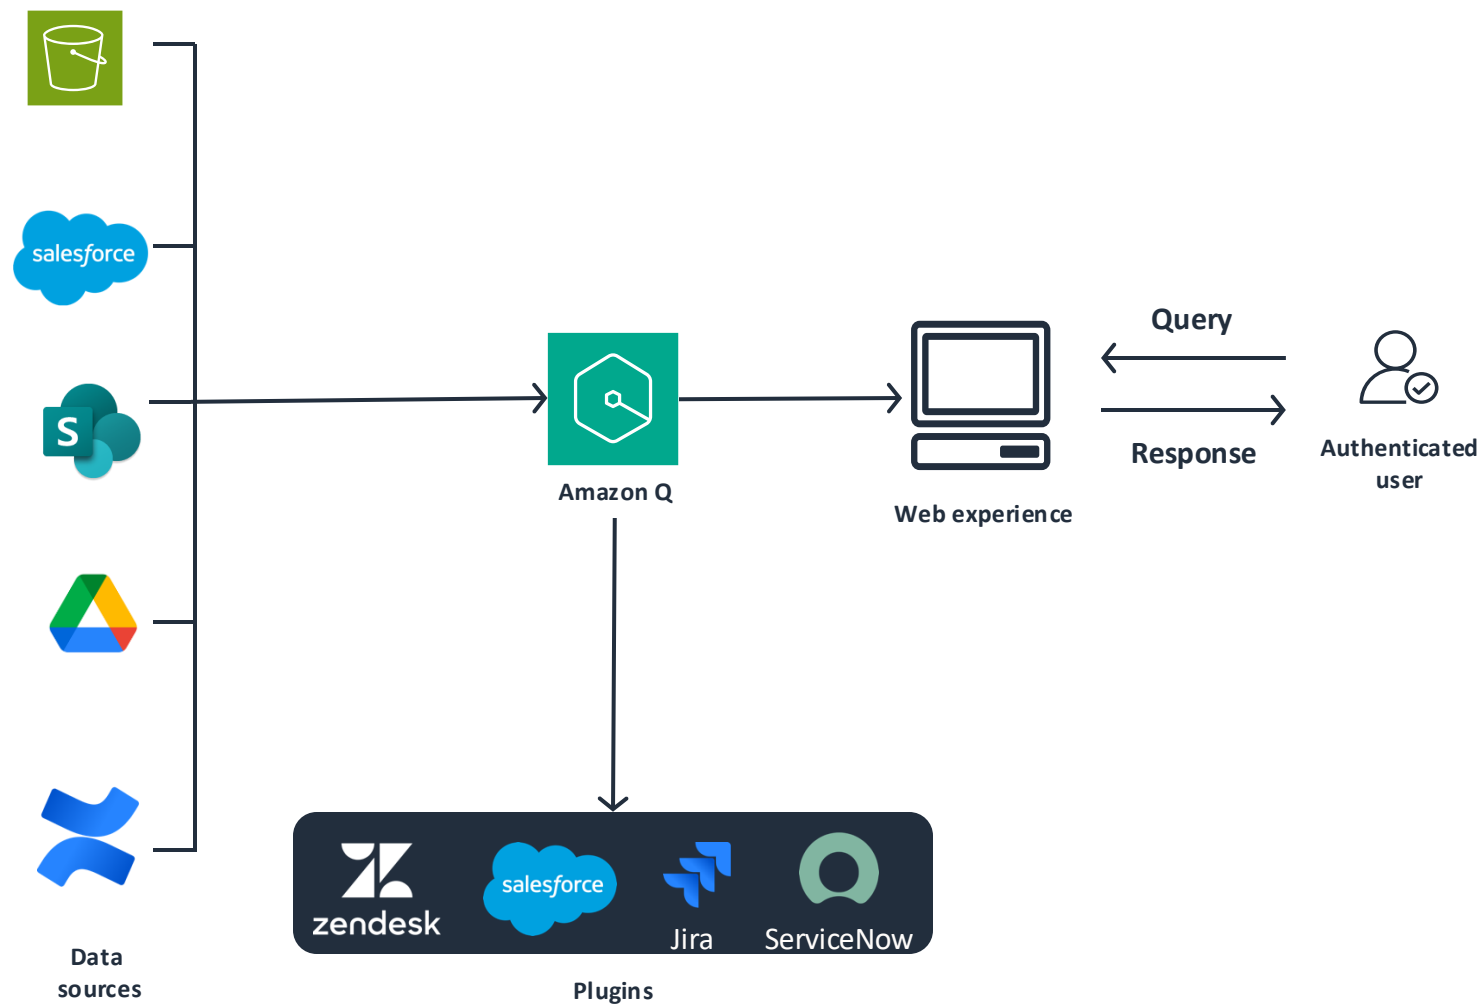 salesforce
S
Query
Response
Authenticated
user
Amazon Q
Web experience
zendesk
salesforce
Jira
ServiceNow
Data
sources
Plugins